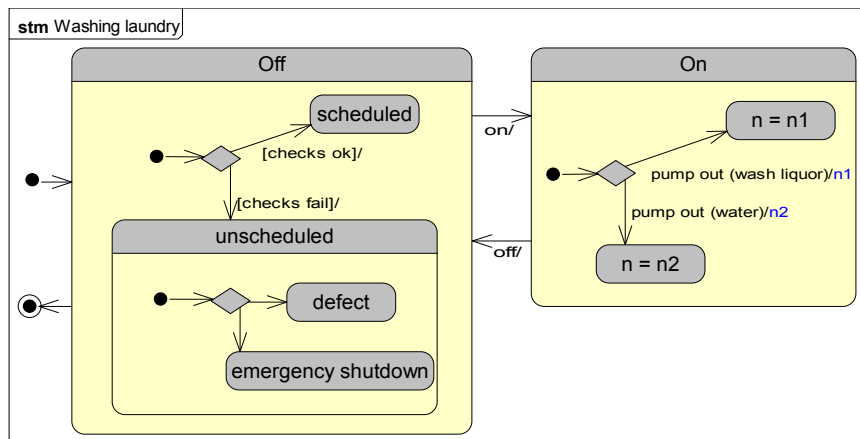 stm Washing laundry
Off
scheduled
[checks ok]/
[checks fail]/
unscheduled
defect
emergency shutdown
on/
off/
On
n = n1
pump out (wash liquor)/n1
pump out (water)/n2
n = n2